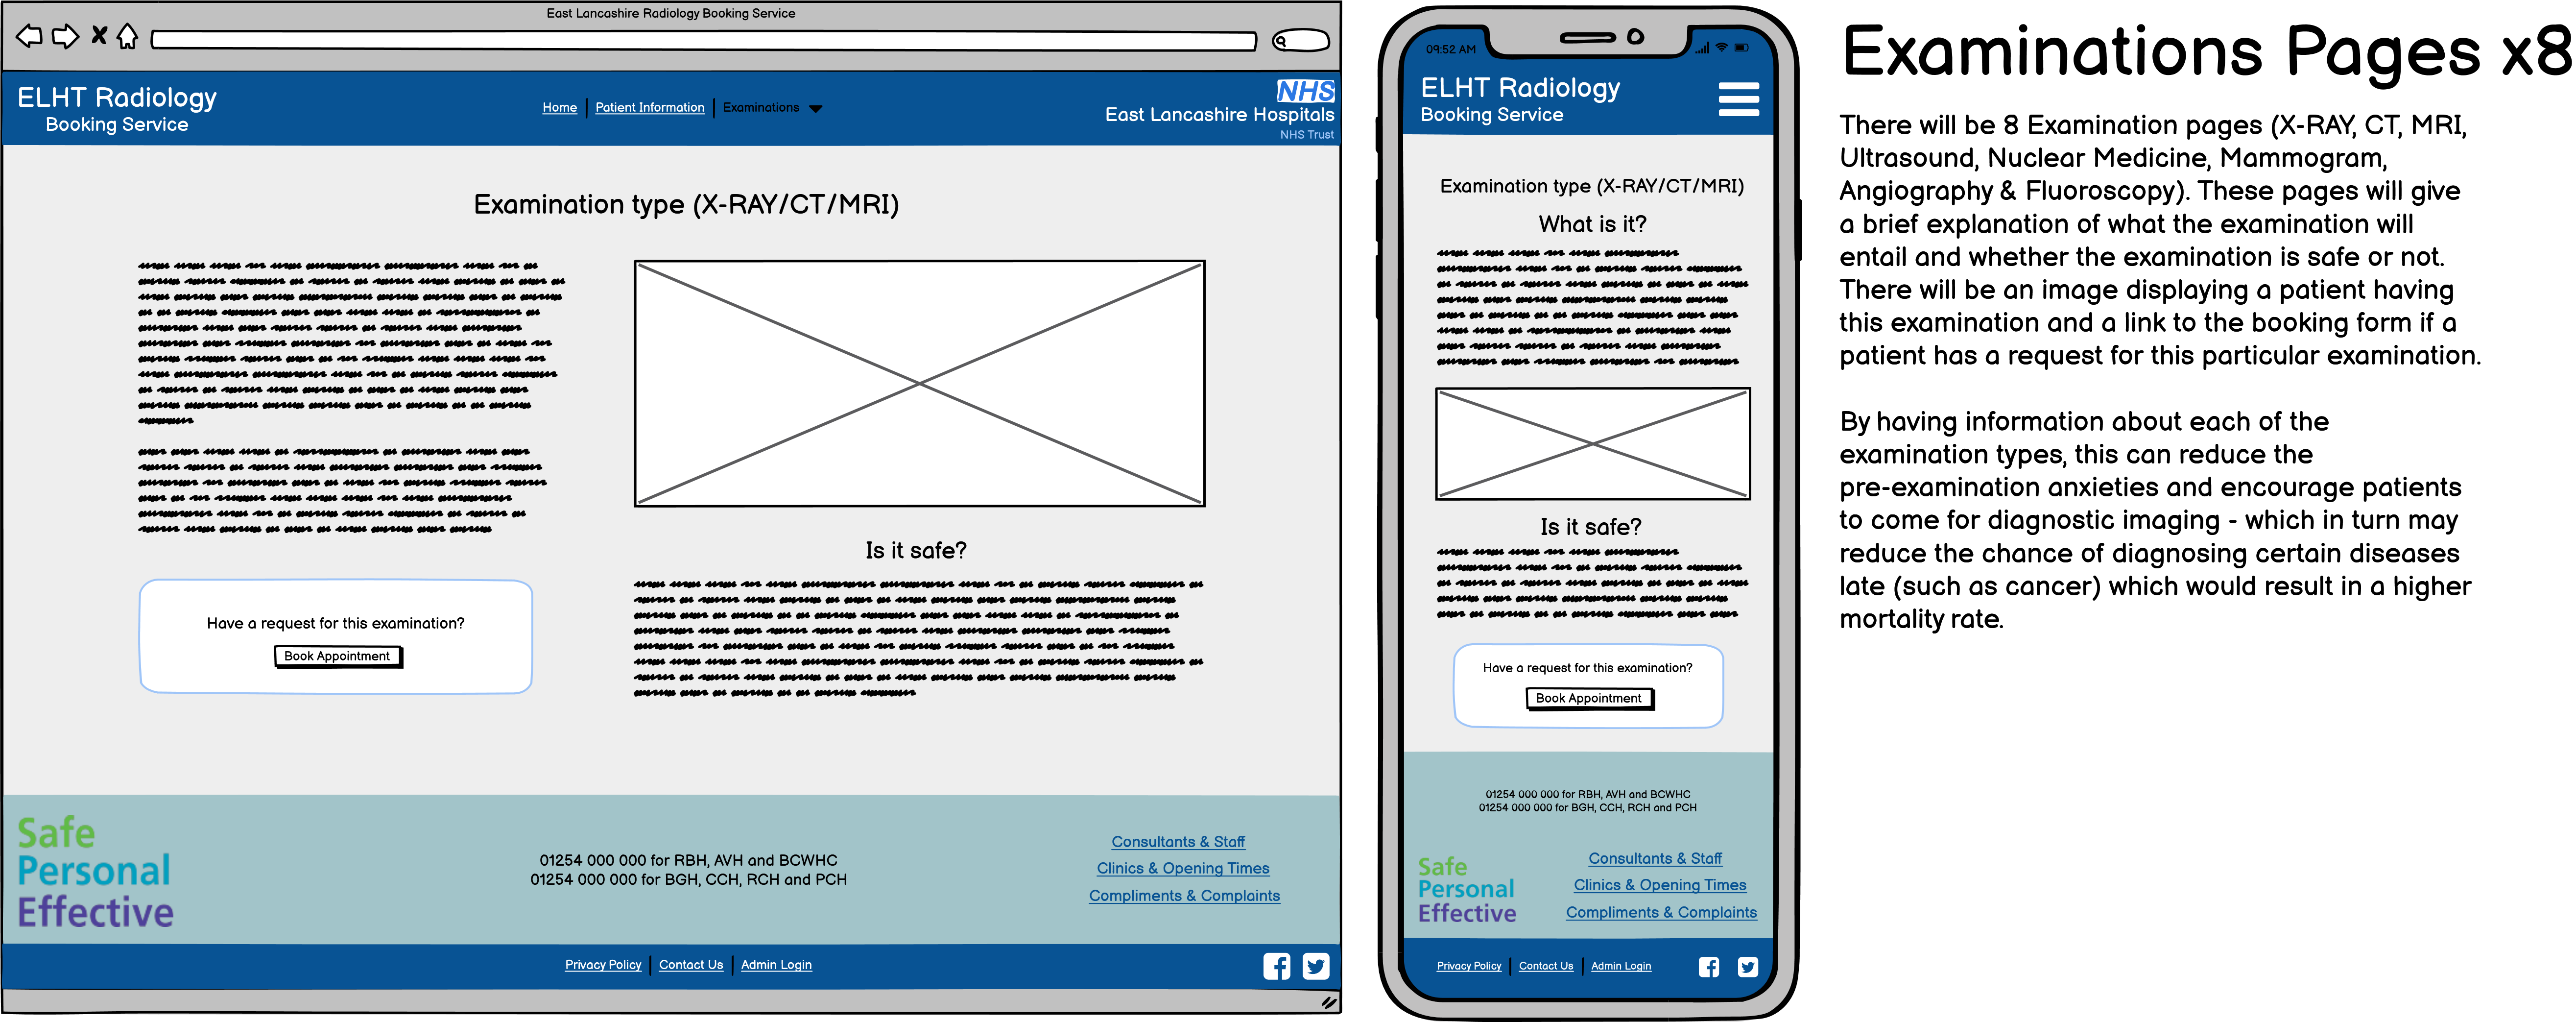 East Lancashire Radiology Booking Service
ELHT Radiology
Booking Service
Home
Patient Information
Examinations
NHS
East Lancashire Hospitals
NHS Trust
Examination type (X-RAY/CT/MRI)
Is it safe?
Have a request for this examination?
Book Appointment
Safe
Personal
Effective
01254 000 000 for RBH, AVH and BCWHC
01254 000 000 for BGH, CCH, RCH and PCH
Consultants & Staff
Clinics & Opening Times
Compliments & Complaints
Privacy Policy
Contact Us
Admin Login
09:52 AM
ELHT Radiology
Booking Service
Examination type (X-RAY/CT/MRI)
What is it?
Is it safe?
Have a request for this examination?
Book Appointment
01254 000 000 for RBH, AVH and BCWHC
01254 000 000 for BGH, CCH, RCH and PCH
Safe
Personal
Effective
Consultants & Staff
Clinics & Opening Times
Compliments & Complaints
Privacy Policy
Contact Us
Admin Login
Examinations Pages x8
There will be 8 Examination pages (X-RAY, CT, MRI,
Ultrasound, Nuclear Medicine, Mammogram,
Angiography & Fluoroscopy). These pages will give
a brief explanation of what the examination will
entail and whether the examination is safe or not.
There will be an image displaying a patient having
this examination and a link to the booking form if a
patient has a request for this particular examination.
By having information about each of the
examination types, this can reduce the
pre-examination anxieties and encourage patients
to come for diagnostic imaging - which in turn may
reduce the chance of diagnosing certain diseases
late (such as cancer) which would result in a higher
mortality rate.